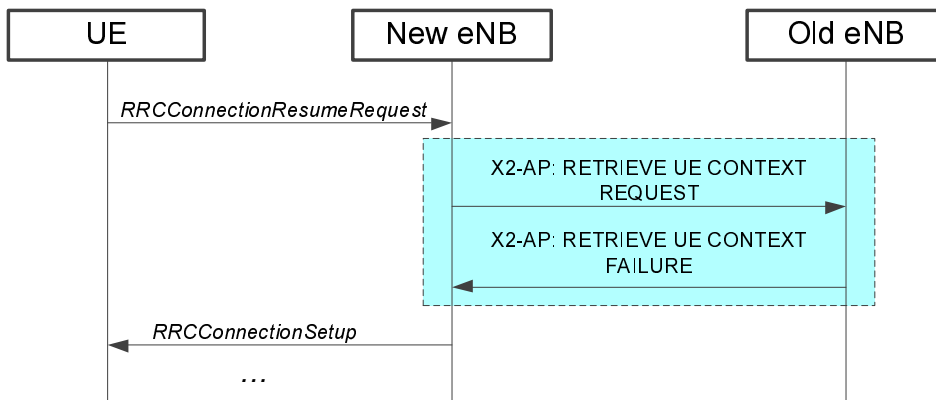 UE
New eNB
Old eNB
RRCConnectionResumeRequest
X2-AP: RETRIEVE UE CONTEXT
REQUEST
X2-AP: RETRIEVE UE CONTEXT
FAILURE
RRCConnectionSetup
...